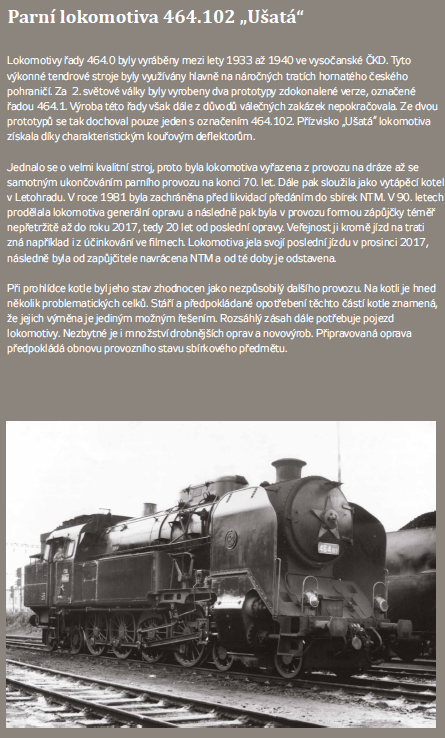 Parní lokomotiva 464.102 „Ušatá“
Lokomotivy řady 464.0 byly vyráběny mezi lety 1933 až 1940 ve vysočanské ČKD. Tyto
výkonné tendrové stroje byly využívány hlavně na náročných tratích hornatého českého
pohraničí. Za  2. světové války byly vyrobeny dva prototypy zdokonalené verze, označené
řadou 464.1. Výroba této řady však dále z důvodů válečných zakázek nepokračovala. Ze dvou
prototypů se tak dochoval pouze jeden s označením 464.102. Přízvisko „Ušatá“ lokomotiva
získala díky charakteristickým kouřovým deflektorům.
Jednalo se o velmi kvalitní stroj, proto byla lokomotiva vyřazena z provozu na dráze až se
samotným ukončováním parního provozu na konci 70. let. Dále pak sloužila jako vytápěcí kotel
v Letohradu. V roce 1981 byla zachráněna před likvidací předáním do sbírek NTM. V 90. letech
prodělala lokomotiva generální opravu a následně pak byla v provozu formou zápůjčky téměř
nepřetržitě až do roku 2017, tedy 20 let od poslední opravy. Veřejnost ji kromě jízd na trati
zná například i z účinkování ve filmech. Lokomotiva jela svojí poslední jízdu v prosinci 2017,
následně byla od zapůjčitele navrácena NTM a od té doby je odstavena.
Při prohlídce kotle byl jeho stav zhodnocen jako nezpůsobilý dalšího provozu. Na kotli je hned
několik problematických celků. Stáří a předpokládané opotřebení těchto částí kotle znamená,
že jejich výměna je jediným možným řešením. Rozsáhlý zásah dále potřebuje pojezd
lokomotivy. Nezbytné je i množství drobnějších oprav a novovýrob. Připravovaná oprava
předpokládá obnovu provozního stavu sbírkového předmětu.